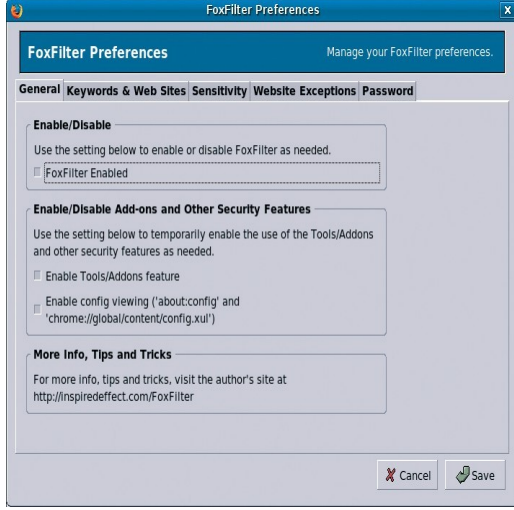 FoxFilter Preferences
FoxFilter Preferences
Manage your FoxFilter preferences.
General Keywords & Web Sites Sensitivity Website Exceptions Password
Enable/Disable
Use the setting below to enable or disable FoxFilter as needed.
FoxFilter Enabled
Enable/Disable Add-ons and Other Security Features
Use the setting below to temporarily enable the use of the Tools/Addons
and other security features as needed.
Enable Tools/Addons feature
Enable config viewing ('about:config' and
'chrome://global/content/config.xul')
More Info, Tips and Tricks
For more info, tips and tricks, visit the author's site at
http://inspiredeffect.com/FoxFilter
Cancel Save